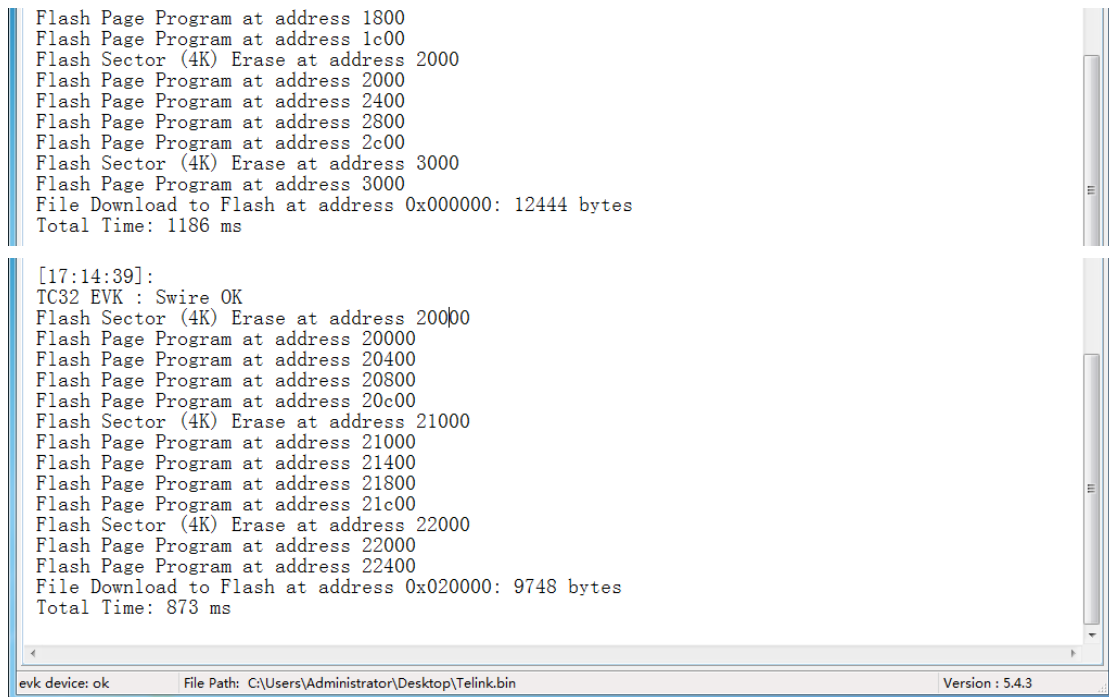 Flash Page Program at address 1800
Flash Page Program at address 1c00
Flash Sector (4K) Erase at address 2000
Flash Page Program at address 2000
Flash Page Program at address 2400
Flash Page Program at address 2800
Flash Page Program at address 2c00
Flash Sector (4K) Erase at address 3000
Flash Page Program at address 3000
File Download to Flash at address 0x000000: 12444 bytes
Total Time: 1186 ms
[17:14:39]:
TC32 EVK : Swire OK
Flash Sector (4K) Erase at address 20000
Flash Page Program at address 20000
Flash Page Program at address 20400
Flash Page Program at address 20800
Flash Page Program at address 20c00
Flash Sector (4K) Erase at address 21000
Flash Page Program at address 21000
Flash Page Program at address 21400
Flash Page Program at address 21800
Flash Page Program at address 21c00
Flash Sector (4K) Erase at address 22000
Flash Page Program at address 22000
Flash Page Program at address 22400
File Download to Flash at address 0x020000: 9748 bytes
Total Time: 873 ms
evk device: ok File Path: C:\Users\Administrator\Desktop\Telink.bin Version : 5.4.3